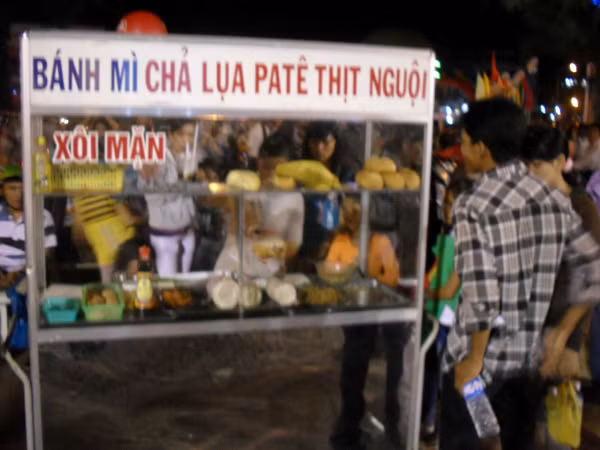 BÁNH MÌ CHẢ LỤA PATÊ THỊT NGUỘI
XÔI MẶN